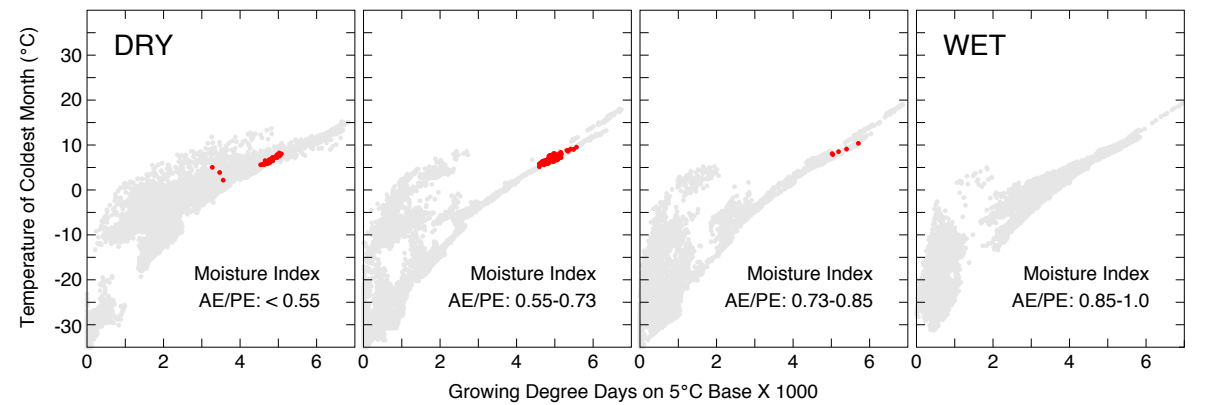 Temperature of Coldest Month (°C)
30
20
10
0
-10
-20
-30
DRY
WET
Moisture Index
AE/PE: < 0.55
Moisture Index
AE/PE: 0.55-0.73
Moisture Index
AE/PE: 0.73-0.85
Moisture Index
AE/PE: 0.85-1.0
0 2 4 6 0 2 4 6 0 2 4 6 0 2 4 6
Growing Degree Days on 5°C Base X 1000